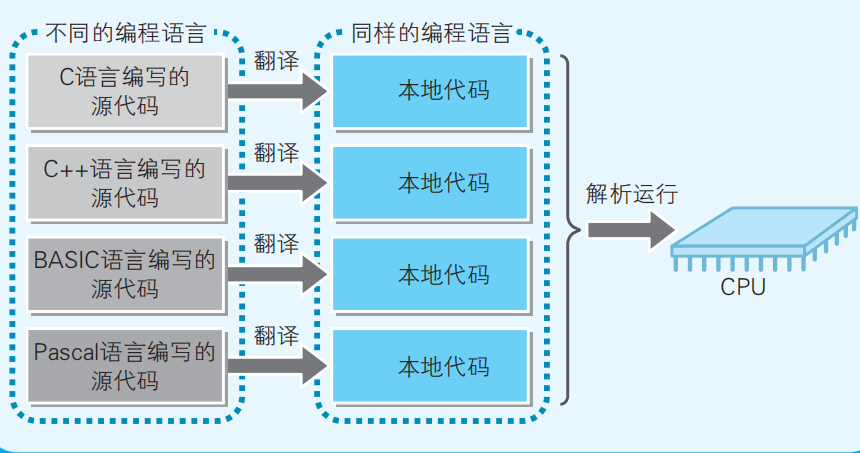 不同的编程语言
同样的编程语言
C语言编写的
源代码
翻译
本地代码
C++语言编写的
源代码
翻译
本地代码
BASIC语言编写的
源代码
翻译
本地代码
Pascal语言编写的
源代码
翻译
本地代码
解析运行
CPU